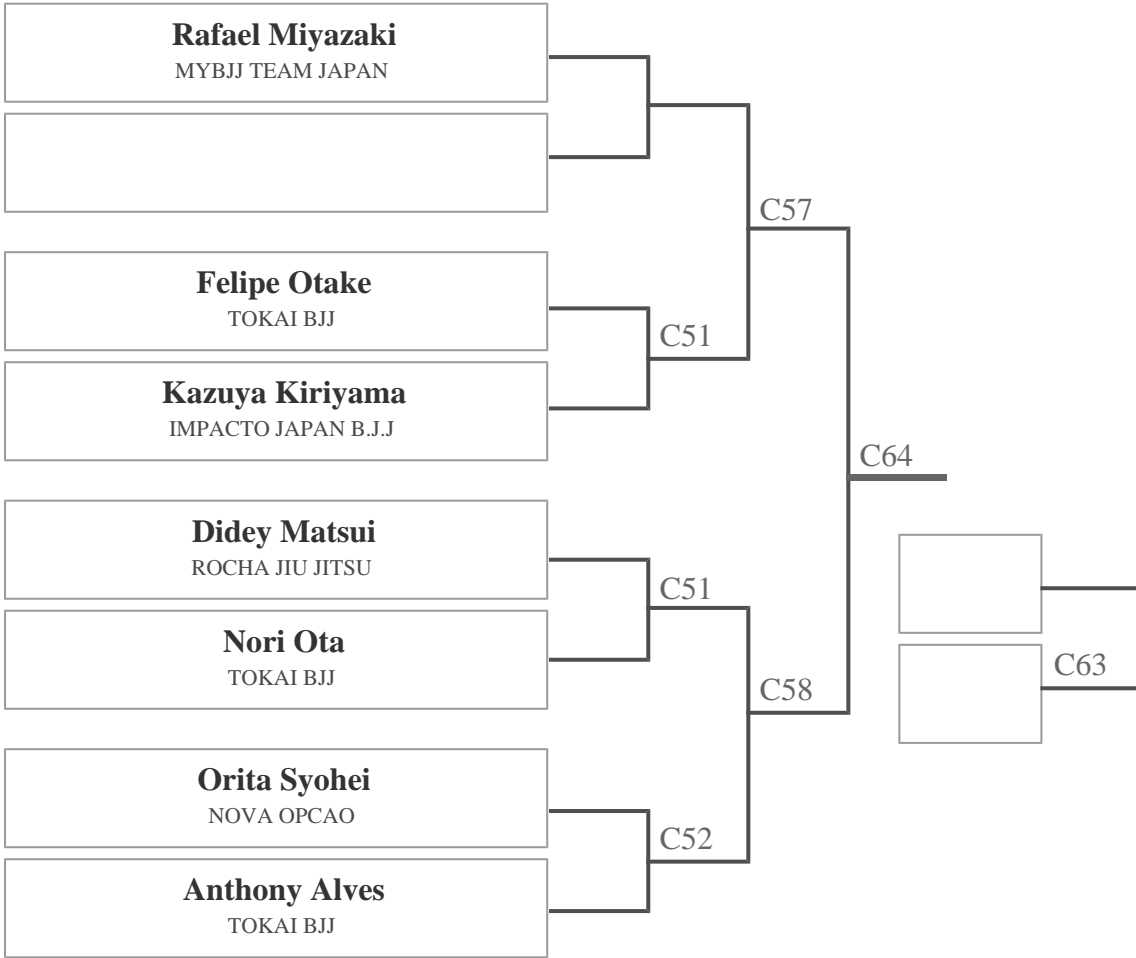 Rafael Miyazaki
MYBJJ TEAM JAPAN
C57
Felipe Otake
TOKAI BJJ
C51
Kazuya Kiriyama
IMPACTO JAPAN B.J.J
C64
Didey Matsui
ROCHA JIU JITSU
C51
Nori Ota
TOKAI BJJ
C63
C58
Orita Syohei
NOVA OPCAO
C52
Anthony Alves
TOKAI BJJ